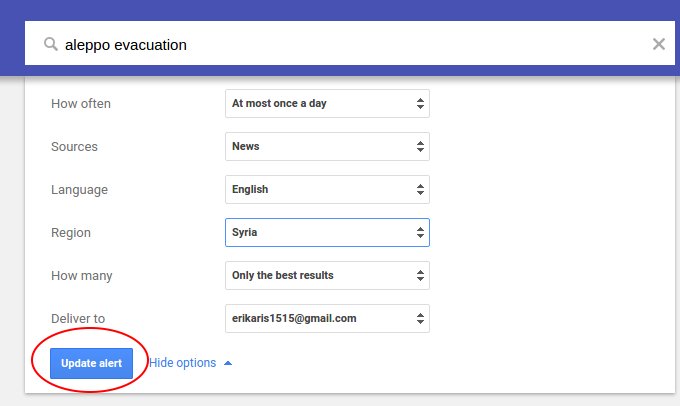 aleppo evacuation
How often At most once a day
Sources News
Language English
Region Syria
How many Only the best results
Deliver to erikaris1515@gmail.com
Update alert Hide options